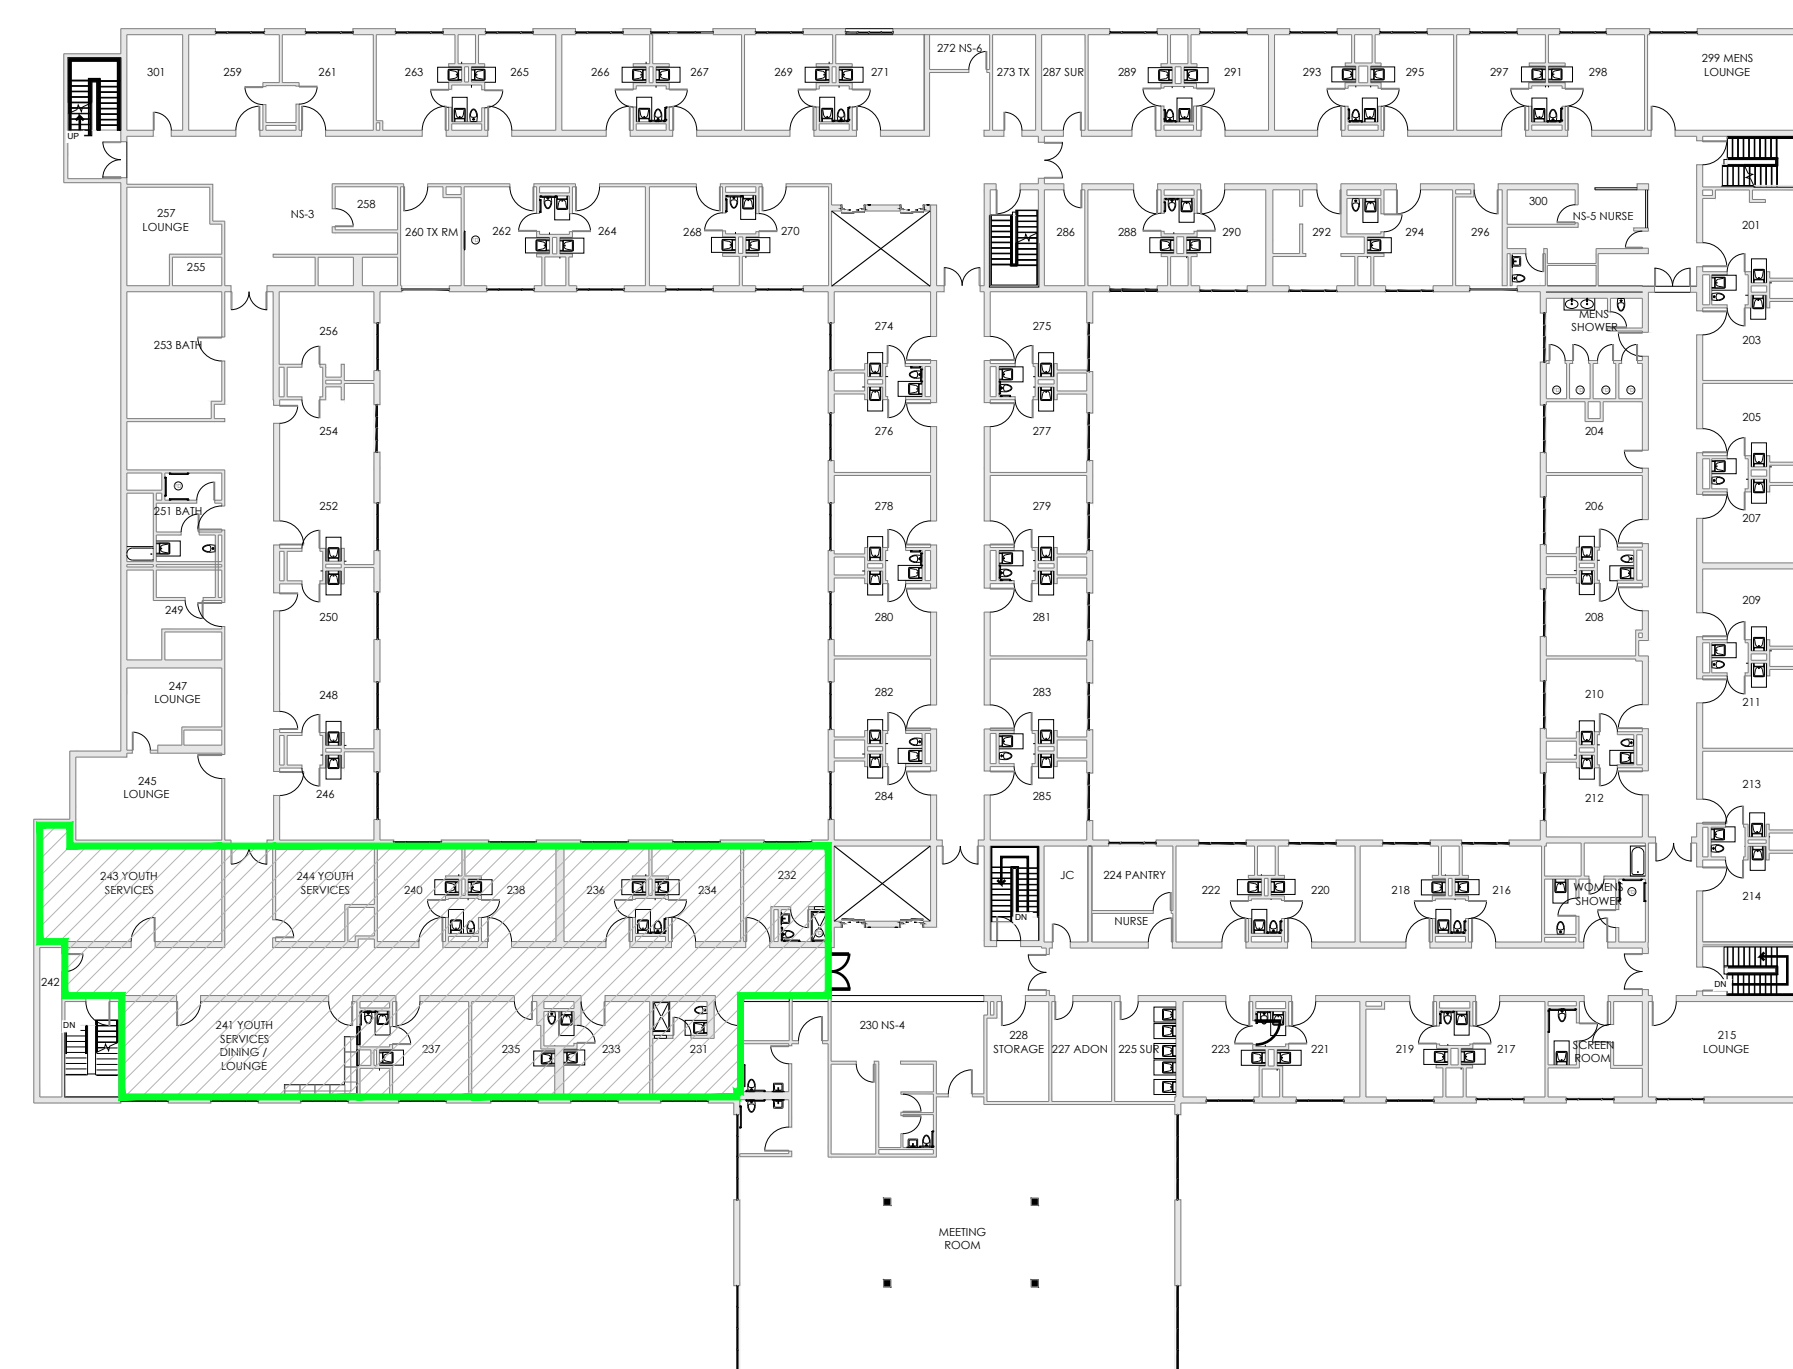 301
259
261
263
265
266
267
269
271
272 NS-6
273 TX
287 SUR
289
291
293
295
297
298
299 MENS
LOUNGE
UP
257
LOUNGE
255
NS-3
258
260 TX RM
262
264
268
270
286
288
290
292
294
296
300
NS-5 NURSE
201
253 BATH
256
254
274
275
276
277
MENS
SHOWER
203
204
205
251 BATH
252
249
250
278
279
280
281
206
207
208
209
247
LOUNGE
248
245
LOUNGE
246
282
283
284
285
210
211
212
213
243 YOUTH
SERVICES
244 YOUTH
SERVICES
240
238
236
234
232
JC
DN
224 PANTRY
NURSE
222
220
218
216
WOMENS
SHOWER
214
242
DN
241 YOUTH
SERVICES
DINING /
LOUNGE
237
235
233
231
230 NS-4
228
STORAGE
227 ADON
225 SUR
223
221
219
217
SCREEN
ROOM
DN
215
LOUNGE
MEETING
ROOM